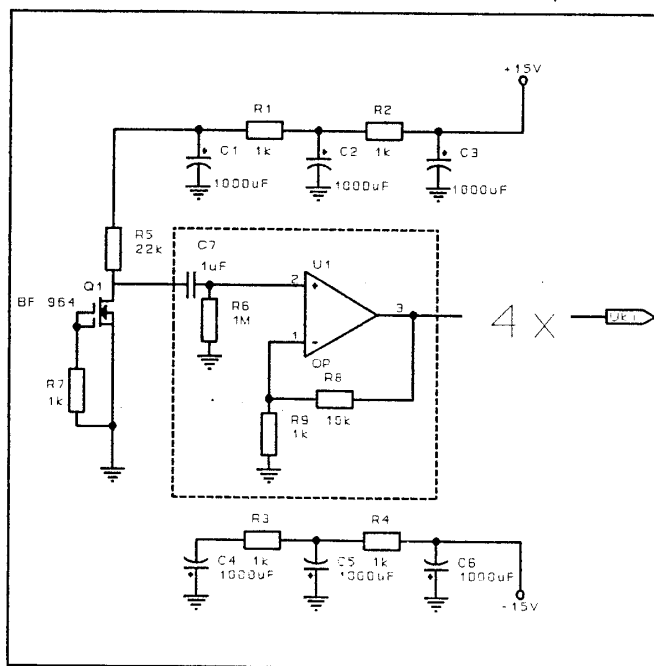 +15V
R1
R2
1k
C1
1k
C2
C3
1000uF
1000uF
1000uF
R5
22k
C7
1uF
U1
Q1
BF 964
2
+
3
R6
1M
4 x
1
-
OP
R8
R7
1k
R9
1k
R3
R4
C4
1k
C5
1k
C6
1000uF
1000uF
1000uF
-15V